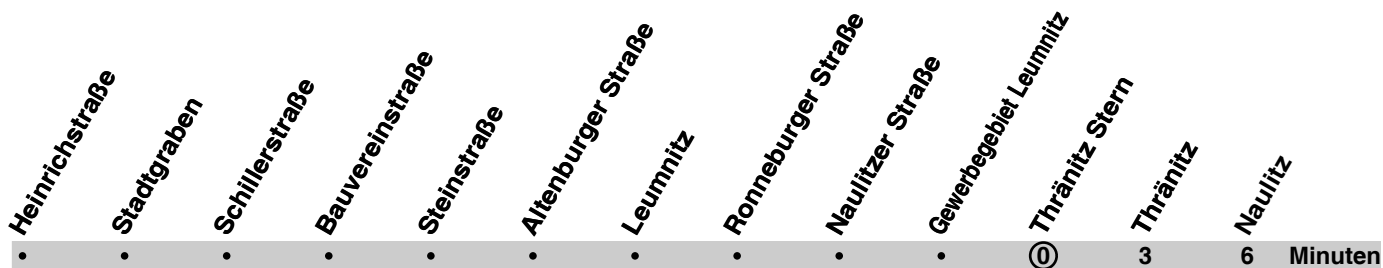 Heinrichstraße
Stadtgraben
Schillerstraße
Bauvereinstraße
Steinstraße
Altenburger Straße
Leumnitz
Ronneburger Straße
Naulitzer Straße
Gewerbegebiet Leumnitz
Thränitz Stern
Thränitz
Naulitz
• • • • • • • • • • 0 3 6 Minuten